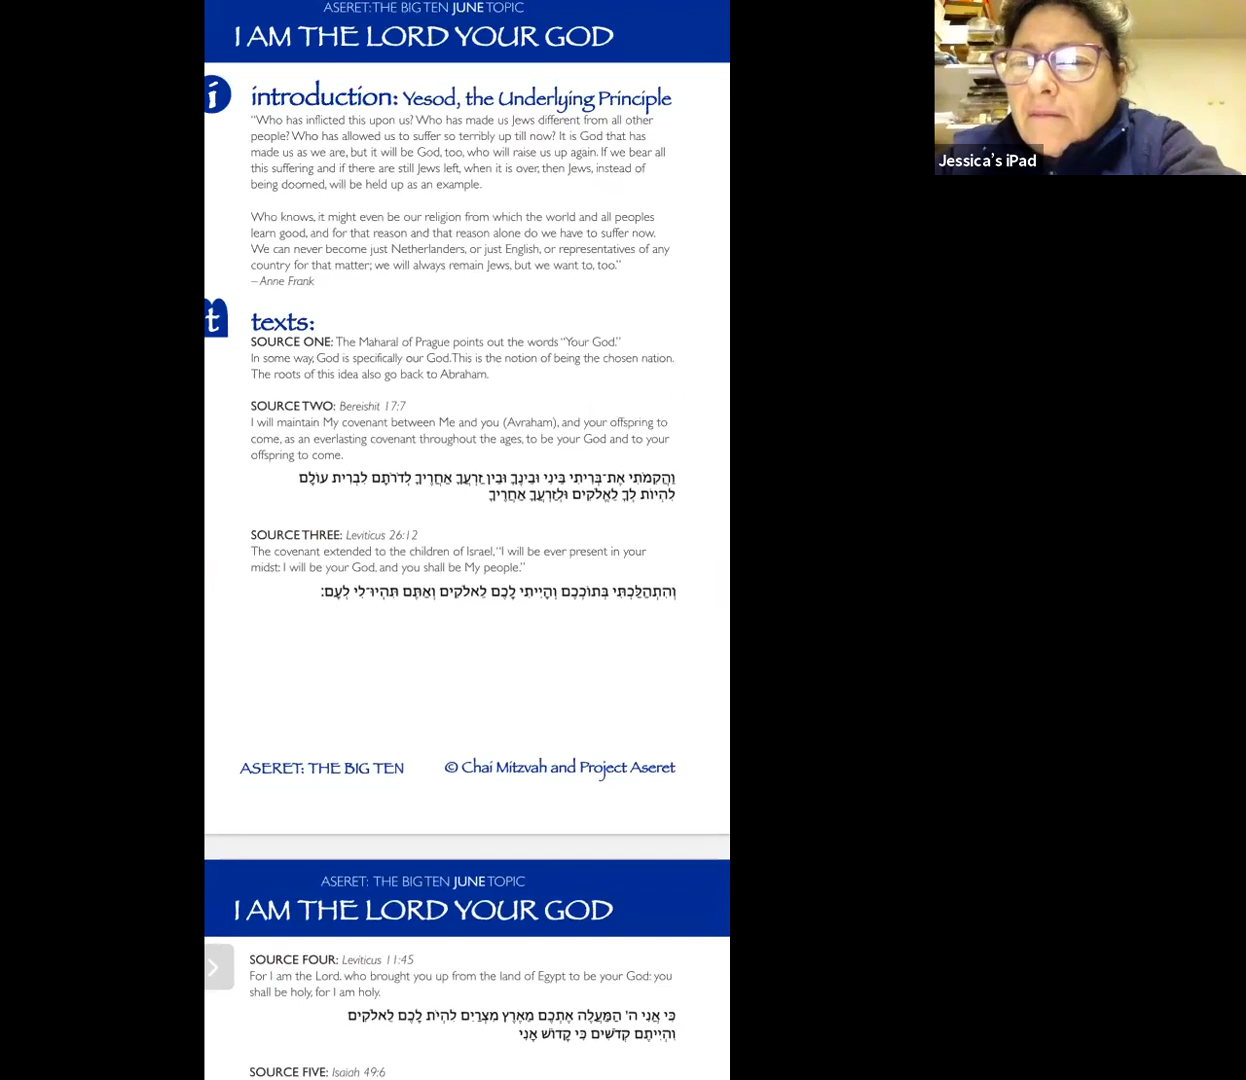 ASERET: THE BIG TEN JUNE TOPIC
I AM THE LORD YOUR GOD
i
introduction: Yesod, the Underlying Principle
“Who has inflicted this upon us? Who has made us Jews different from all other
people? Who has allowed us to suffer so terribly up till now? It is God that has
made us as we are, but it will be God, too, who will raise us up again. If we bear all
this suffering and if there are still Jews left, when it is over, then Jews, instead of
being doomed, will be held up as an example.
Who knows, it might even be our religion from which the world and all peoples
learn good, and for that reason and that reason alone do we have to suffer now.
We can never become just Netherlanders, or just English, or representatives of any
country for that matter; we will always remain Jews, but we want to, too.”
– Anne Frank
t
texts:
SOURCE ONE: The Maharal of Prague points out the words “Your God.”
In some way, God is specifically our God. This is the notion of being the chosen nation.
The roots of this idea also go back to Abraham.
SOURCE TWO: Bereishit 17:7
I will maintain My covenant between Me and you (Avraham), and your offspring to
come, as an everlasting covenant throughout the ages, to be your God and to your
offspring to come.
וַהֲקִמֹתִי אֶת־בְּרִיתִי בֵּינִי וּבֵינֶךָ וּבֵין זַרְעֲךָ אַחֲרֶיךָ לְדֹרֹתָם לִבְרִית עוֹלָם
לִהְיוֹת לְךָ לֵאלֹקִים וּלְזַרְעֲךָ אַחֲרֶיךָ
SOURCE THREE: Leviticus 26:12
The covenant extended to the children of Israel, “I will be ever present in your
midst: I will be your God, and you shall be My people.”
וְהִתְהַלַּכְתִּי בְּתוֹכְכֶם וְהָיִיתִי לָכֶם לֵאלֹקִים וְאַתֶּם תִּהְיוּ־לִי לְעָם:
ASERET: THE BIG TEN © Chai Mitzvah and Project Aseret
ASERET: THE BIG TEN JUNE TOPIC
I AM THE LORD YOUR GOD
SOURCE FOUR: Leviticus 11:45
For I am the Lord, who brought you up from the land of Egypt to be your God: you
shall be holy, for I am holy.
כִּי אֲנִי ה' הַמַּעֲלֶה אֶתְכֶם מֵאֶרֶץ מִצְרַיִם לִהְיֹת לָכֶם לֵאלֹקִים
וִהְיִיתֶם קְדֹשִׁים כִּי קָדוֹשׁ אָנִי
SOURCE FIVE: Isaiah 49:6
Jessica’s iPad